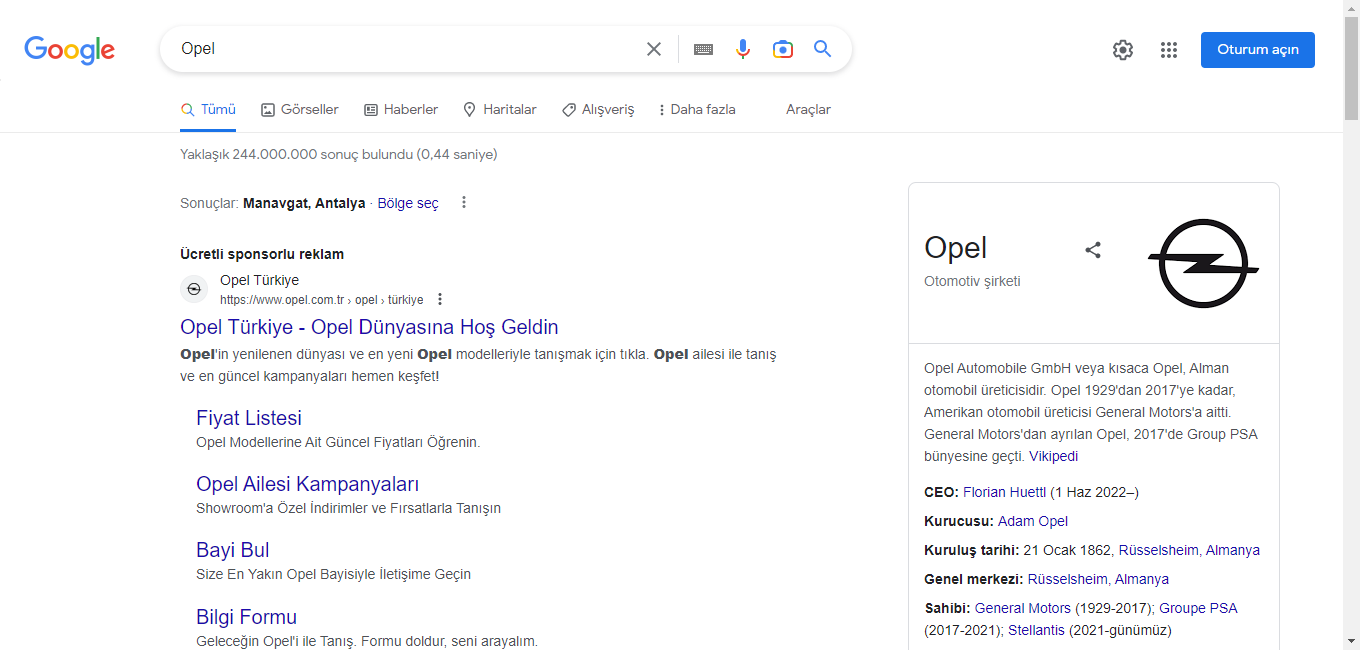 Google
Opel
Oturum açın
Tümü
Görseller
Haberler
Haritalar
Alışveriş
Daha fazla
Araçlar
Yaklaşık 244.000.000 sonuç bulundu (0,44 saniye)
Sonuçlar: Manavgat, Antalya · Bölge seç
Ücretli sponsorlu reklam
Opel Türkiye
https://www.opel.com.tr › opel › türkiye
Opel Türkiye - Opel Dünyasına Hoş Geldin
Opel'in yenilenen dünyası ve en yeni Opel modelleriyle tanışmak için tıkla. Opel ailesi ile tanış
ve en güncel kampanyaları hemen keşfet!
Fiyat Listesi
Opel Modellerine Ait Güncel Fiyatları Öğrenin.
Opel Ailesi Kampanyaları
Showroom'a Özel İndirimler ve Fırsatlarla Tanışın
Bayi Bul
Size En Yakın Opel Bayisiyle İletişime Geçin
Bilgi Formu
Geleceğin Opel'i ile Tanış. Formu doldur, seni arayalım.
Opel
Otomotiv şirketi
Opel Automobile GmbH veya kısaca Opel, Alman
otomobil üreticisidir. Opel 1929'dan 2017'ye kadar,
Amerikan otomobil üreticisi General Motors'a aitti.
General Motors'dan ayrılan Opel, 2017'de Group PSA
bünyesine geçti. Vikipedi
CEO: Florian Huettl (1 Haz 2022–)
Kurucusu: Adam Opel
Kuruluş tarihi: 21 Ocak 1862, Rüsselsheim, Almanya
Genel merkezi: Rüsselsheim, Almanya
Sahibi: General Motors (1929-2017); Groupe PSA
(2017-2021); Stellantis (2021-günümüz)